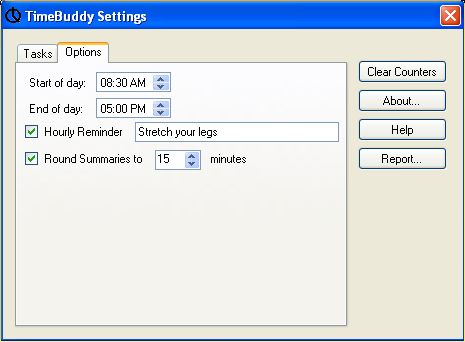 TimeBuddy Settings
Tasks
Options
Start of day: 08:30 AM
End of day: 05:00 PM
Hourly Reminder Stretch your legs
Round Summaries to 15 minutes
Clear Counters
About...
Help
Report...